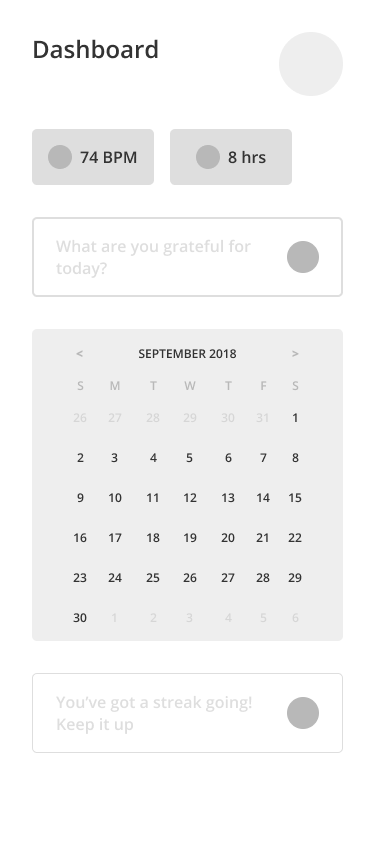 Dashboard
74 BPM 8 hrs
What are you grateful for
today?
< SEPTEMBER 2018 >
S M T W T F S
26 27 28 29 30 31 1
2 3 4 5 6 7 8
9 10 11 12 13 14 15
16 17 18 19 20 21 22
23 24 25 26 27 28 29
30 1 2 3 4 5 6
You've got a streak going!
Keep it up